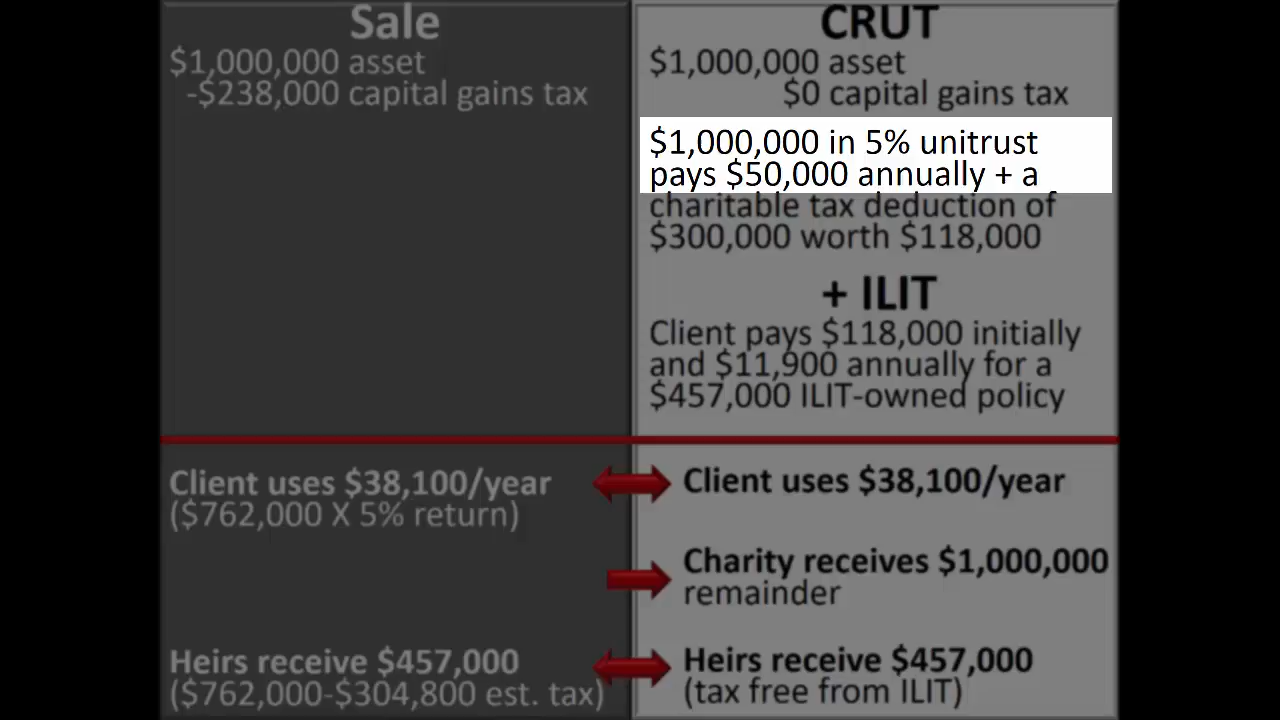 Sale
$1,000,000 asset
-$238,000 capital gains tax
Client uses $38,100/year
($762,000 X 5% return)
Heirs receive $457,000
($762,000-$304,800 est. tax)
CRUT
$1,000,000 asset
$0 capital gains tax
$1,000,000 in 5% unitrust
pays $50,000 annually + a
charitable tax deduction of
$300,000 worth $118,000
+ ILIT
Client pays $118,000 initially
and $11,900 annually for a
$457,000 ILIT-owned policy
Client uses $38,100/year
Charity receives $1,000,000
remainder
Heirs receive $457,000
(tax free from ILIT)